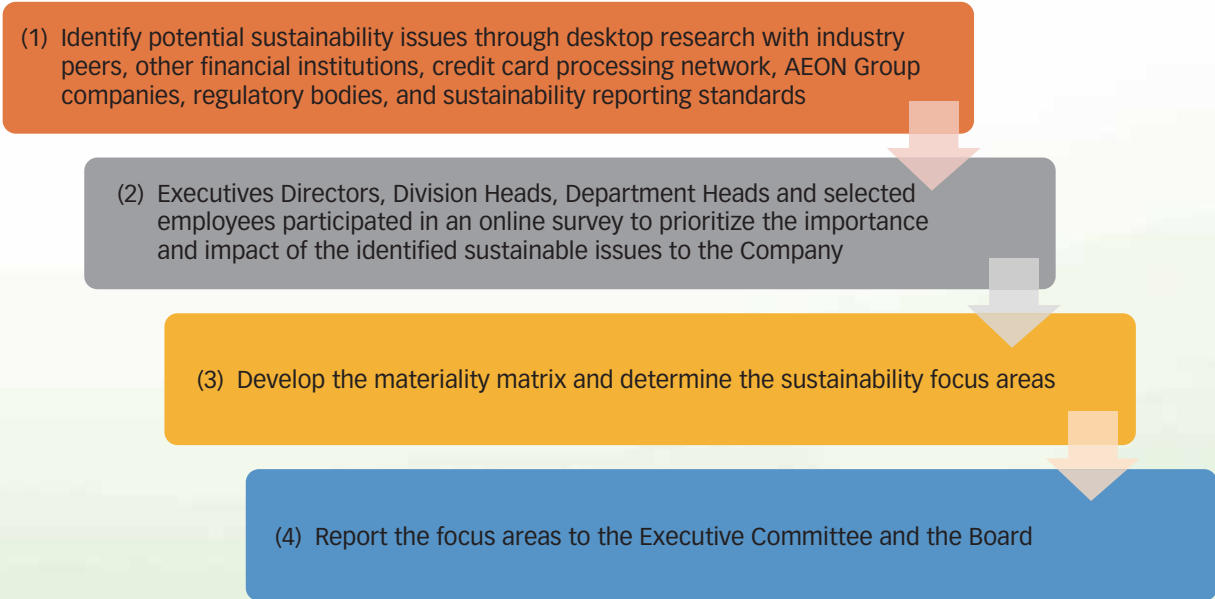 (1) Identify potential sustainability issues through desktop research with industry
peers, other financial institutions, credit card processing network, AEON Group
companies, regulatory bodies, and sustainability reporting standards
(2) Executives Directors, Division Heads, Department Heads and selected
employees participated in an online survey to prioritize the importance
and impact of the identified sustainable issues to the Company
(3) Develop the materiality matrix and determine the sustainability focus areas
(4) Report the focus areas to the Executive Committee and the Board